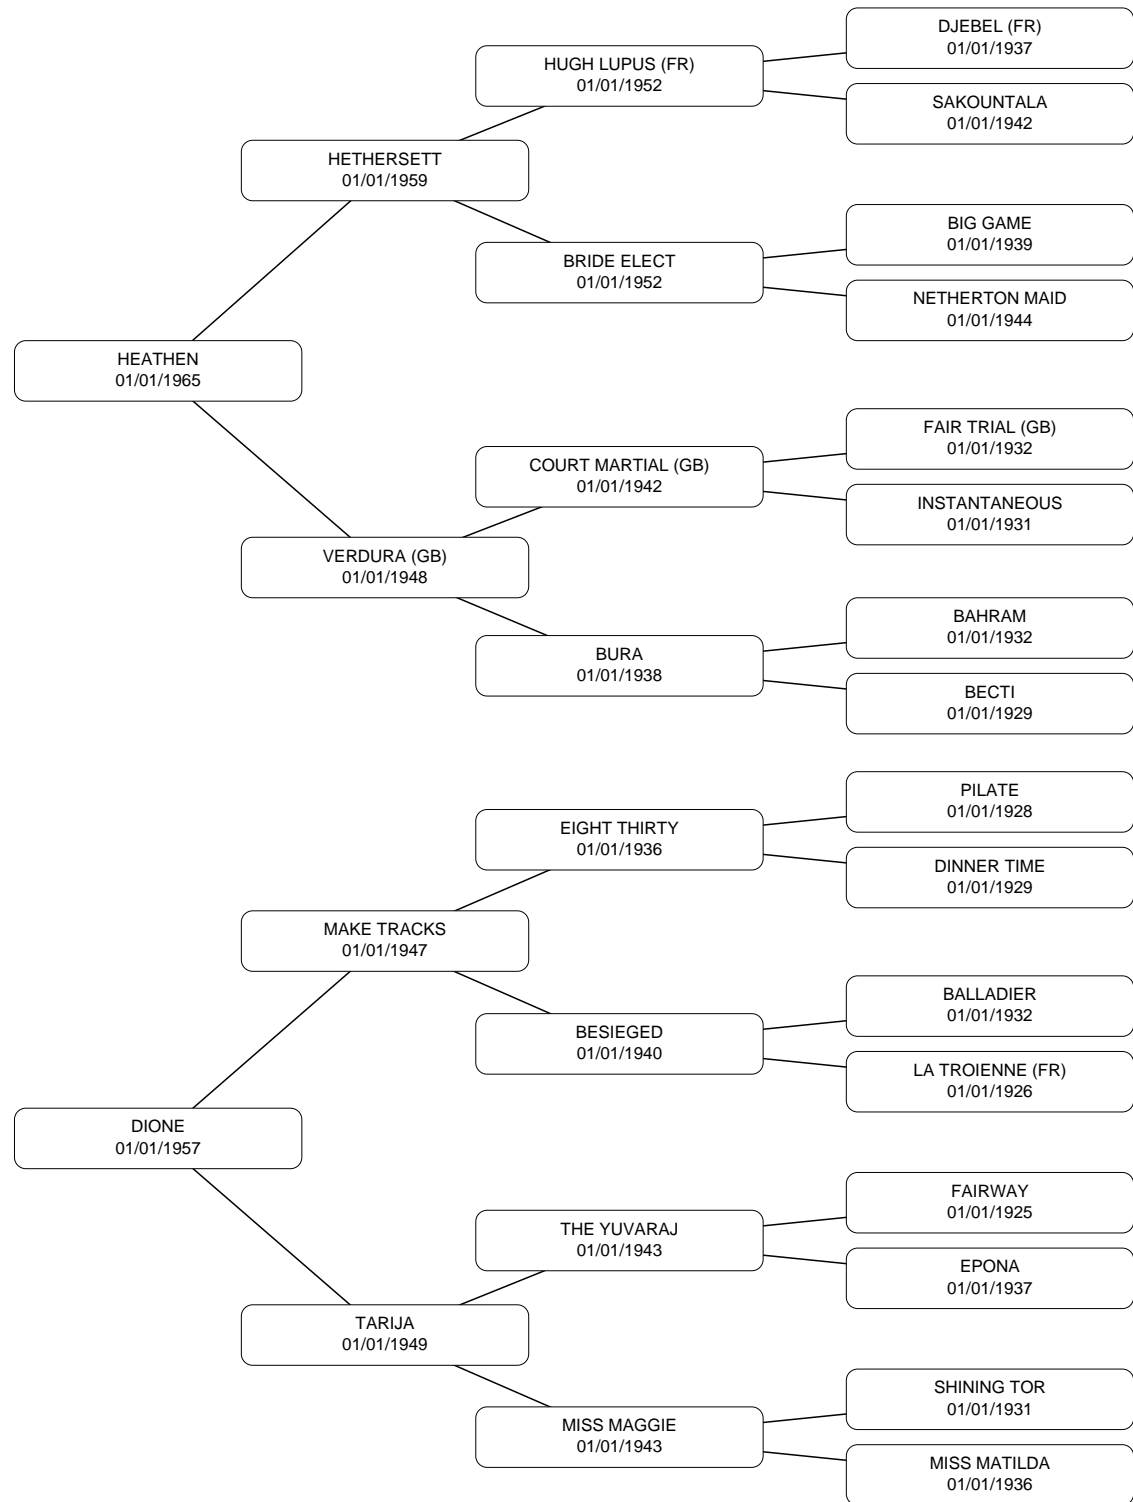 DJEBEL (FR)
01/01/1937
HUGH LUPUS (FR)
01/01/1952
SAKOUNTALA
01/01/1942
HETHERSETT
01/01/1959
BIG GAME
01/01/1939
BRIDE ELECT
01/01/1952
NETHERTON MAID
01/01/1944
HEATHEN
01/01/1965
FAIR TRIAL (GB)
01/01/1932
COURT MARTIAL (GB)
01/01/1942
INSTANTANEOUS
01/01/1931
VERDURA (GB)
01/01/1948
BAHRAM
01/01/1932
BURA
01/01/1938
BECTI
01/01/1929
PILATE
01/01/1928
EIGHT THIRTY
01/01/1936
DINNER TIME
01/01/1929
MAKE TRACKS
01/01/1947
BALLADIER
01/01/1932
BESIEGED
01/01/1940
LA TROIENNE (FR)
01/01/1926
DIONE
01/01/1957
FAIRWAY
01/01/1925
THE YUVARAJ
01/01/1943
EPONA
01/01/1937
TARIJA
01/01/1949
SHINING TOR
01/01/1931
MISS MAGGIE
01/01/1943
MISS MATILDA
01/01/1936